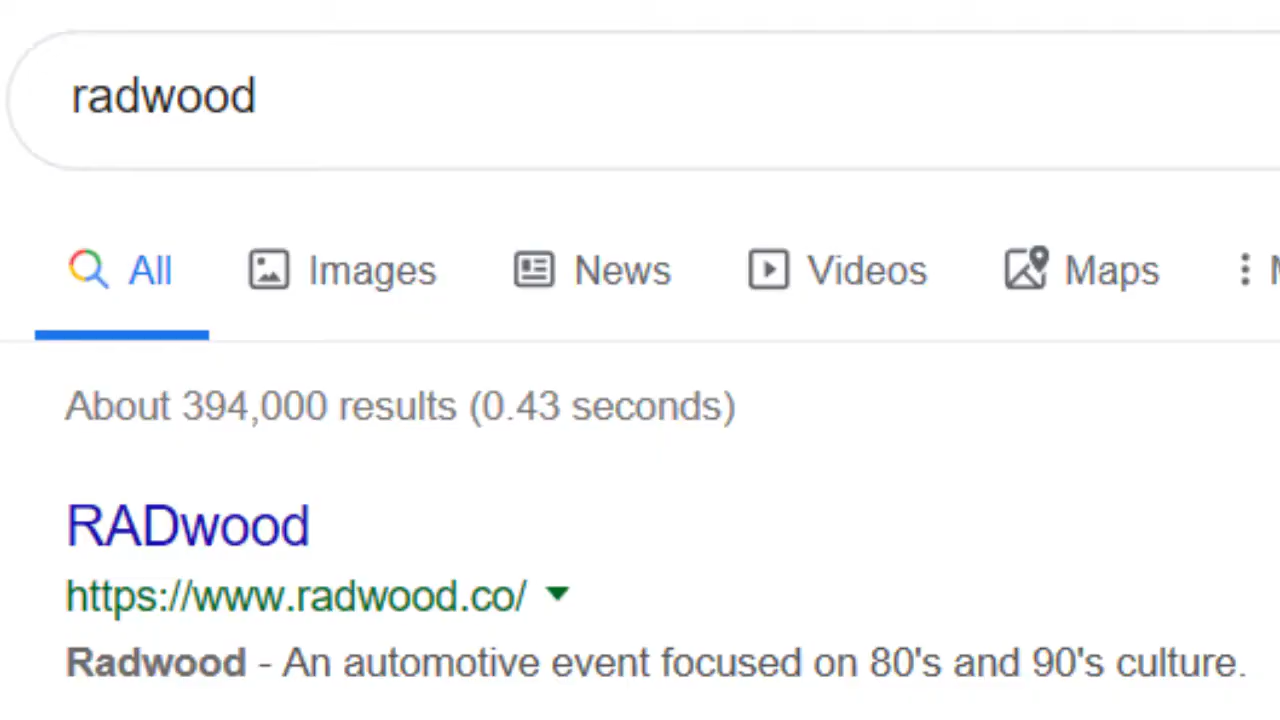 radwood
All Images News Videos Maps
About 394,000 results (0.43 seconds)
RADwood
https://www.radwood.co/
Radwood - An automotive event focused on 80's and 90's culture.